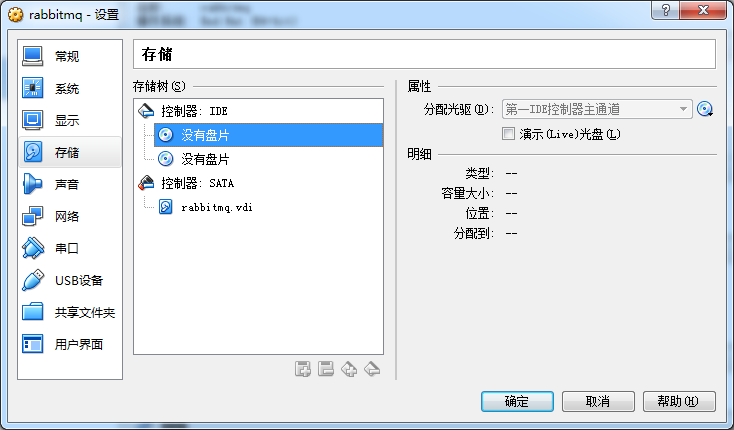 rabbitmq - 设置
常规
系统
显示
存储
声音
网络
串口
USB设备
共享文件夹
用户界面
存储
存储树(S)
控制器: IDE
没有盘片
没有盘片
控制器: SATA
rabbitmq.vdi
属性
分配光驱(D): 第一IDE控制器主通道
演示(Live)光盘(L)
明细
类型: --
容量大小: --
位置: --
分配到: --
确定 取消 帮助(H)